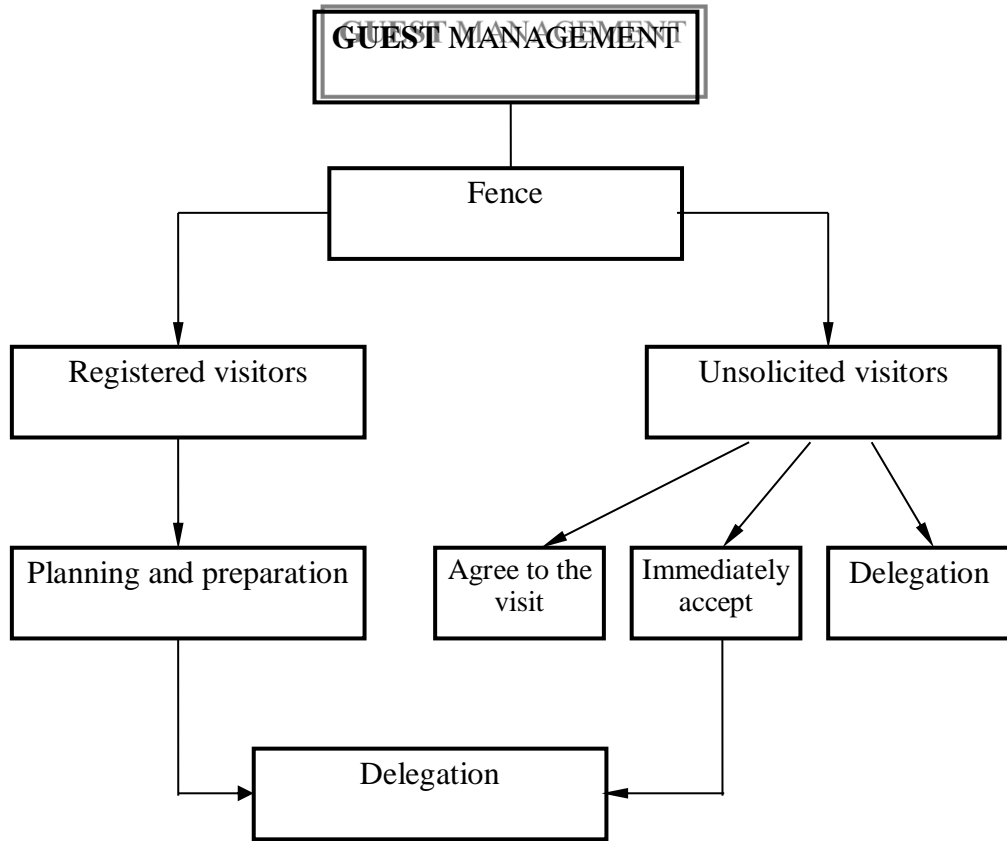 GUEST MANAGEMENT
Fence
Registered visitors
Unsolicited visitors
Planning and preparation
Agree to the
visit
Immediately
accept
Delegation
Delegation